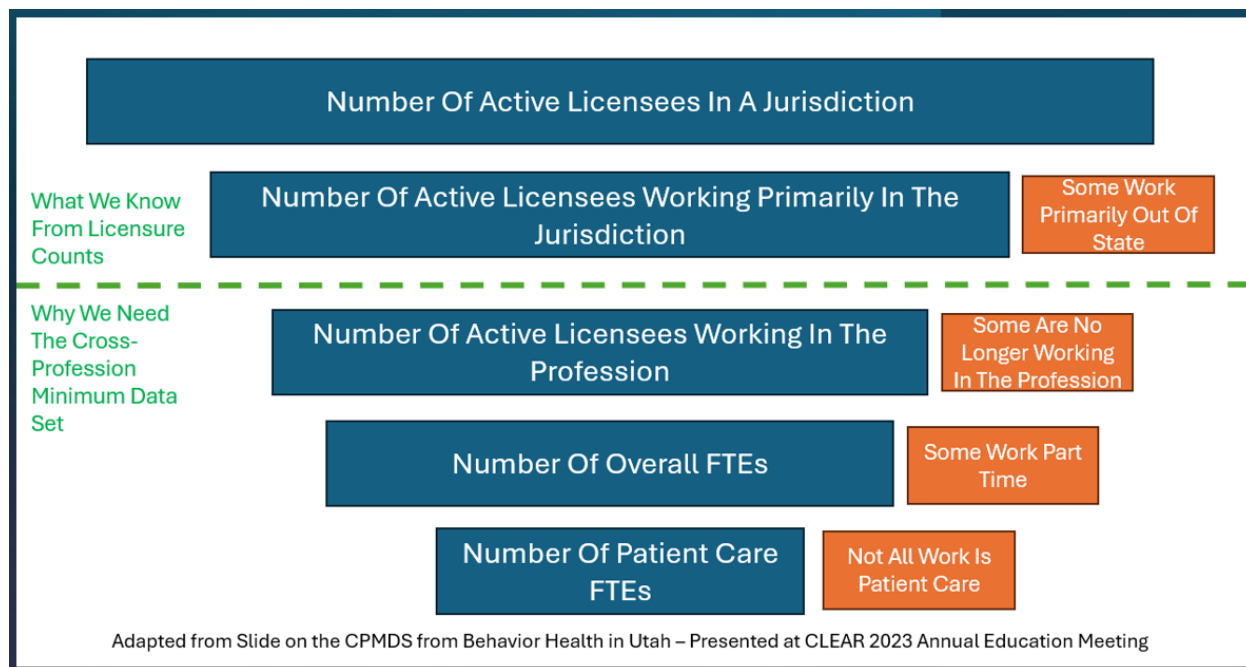 Number Of Active Licensees In A Jurisdiction
What We Know
From Licensure
Counts
Number Of Active Licensees Working Primarily In The
Jurisdiction
Some Work
Primarily Out Of
State
Why We Need
The Cross-
Profession
Minimum Data
Set
Number Of Active Licensees Working In The
Profession
Some Are No
Longer Working
In The Profession
Number Of Overall FTEs
Some Work Part
Time
Number Of Patient Care
FTEs
Not All Work Is
Patient Care
Adapted from Slide on the CPMDS from Behavior Health in Utah – Presented at CLEAR 2023 Annual Education Meeting